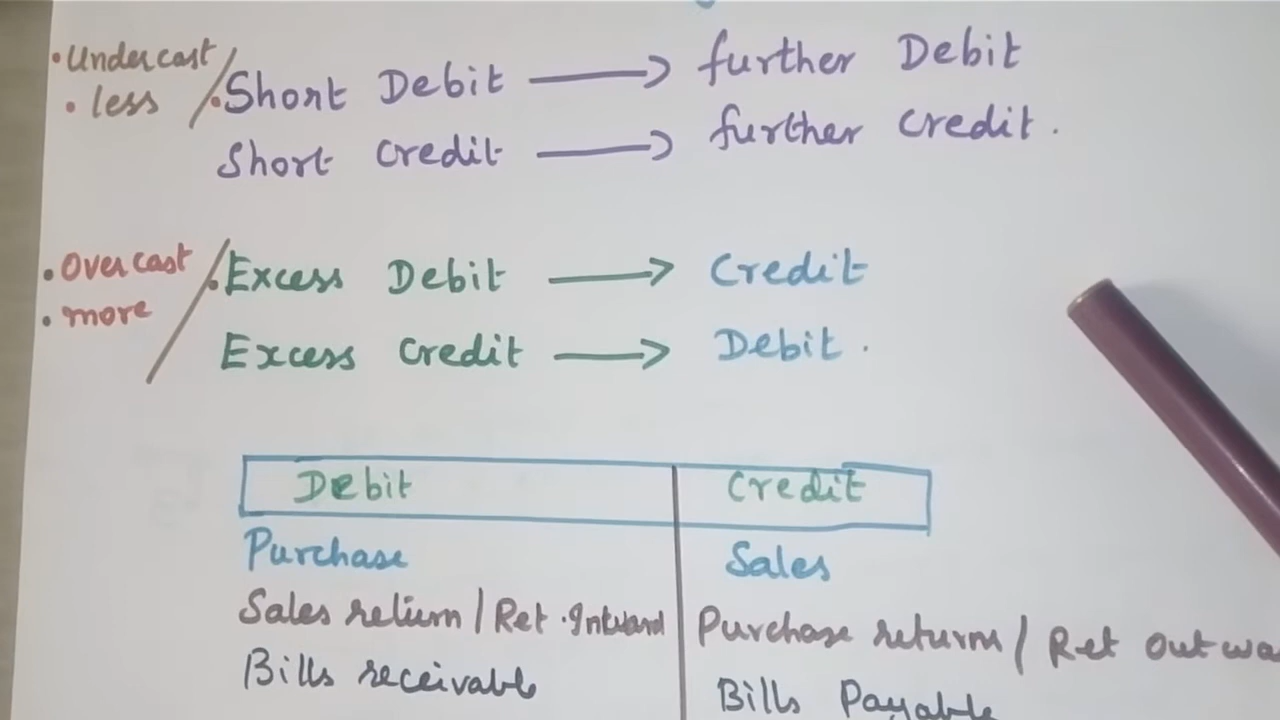 • Undercast
• less / • Short Debit → further Debit
Short Credit → further Credit .
• Overcast
• more / • Excess Debit → Credit
Excess Credit → Debit .
Debit Credit
Purchase Sales
Sales return / Ret . Inward Purchase returns / Ret Outwa
Bills receivable Bills Payable